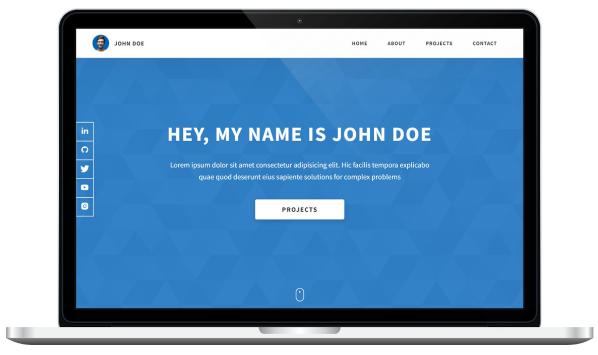 JOHN DOE
HOME ABOUT PROJECTS CONTACT
in
HEY, MY NAME IS JOHN DOE
Lorem ipsum dolor sit amet consectetur adipisicing elit. Hic facilis tempora explicabo
quae quod deserunt eius sapiente solutions for complex problems
PROJECTS